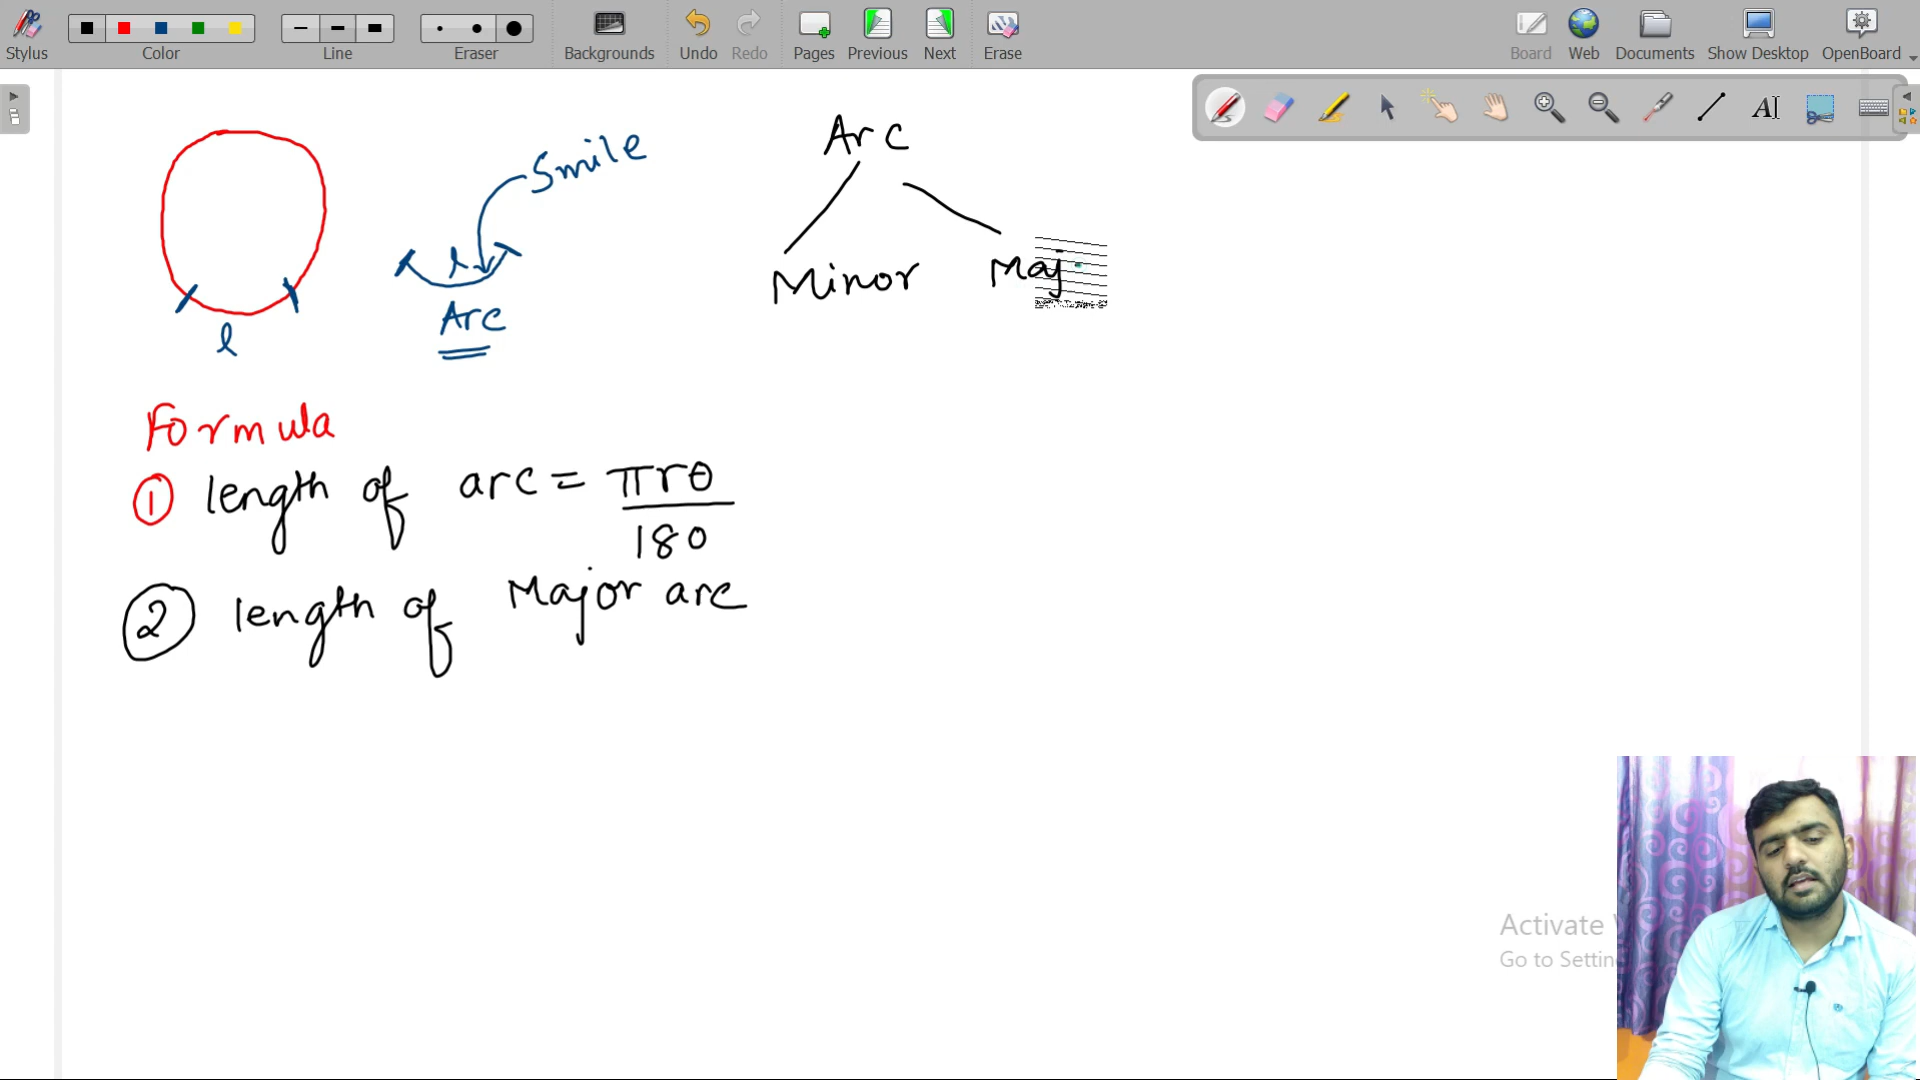 Stylus
Color
Line
Eraser
Backgrounds
Undo
Redo
Pages
Previous
Next
Erase
Board
Web
Documents
Show Desktop
OpenBoard
Smile
l
Arc
l
Arc
Minor Maj
Formula
① length of arc = πrθ
180
② length of Major arc
Activate
Go to Settin